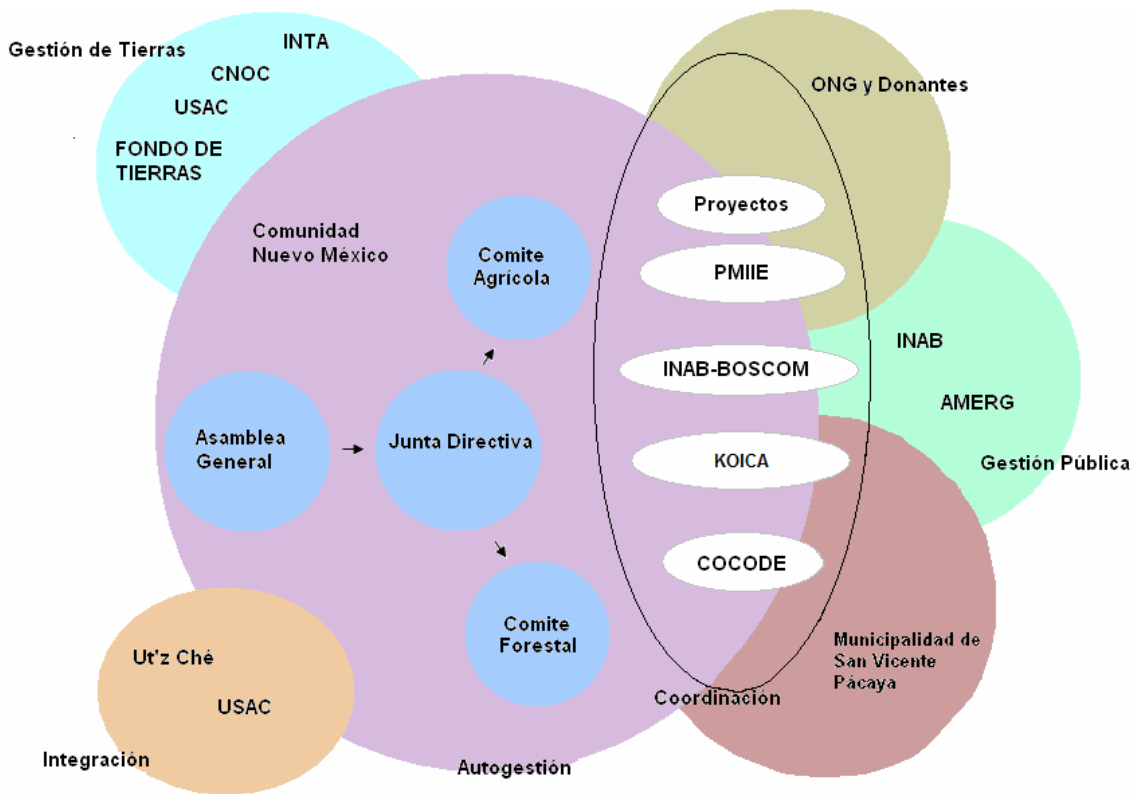 Gestión de Tierras
INTA
CNOC
USAC
FONDO DE
TIERRAS
ONG y Donantes
Comunidad
Nuevo México
Comite
Agrícola
Proyectos
PMIIE
INAB-BOSCOM
KOICA
COCODE
INAB
AMERG
Gestión Pública
Asamblea
General
Junta Directiva
Comite
Forestal
Municipalidad de
San Vicente
Pácaya
Coordinación
Ut'z Ché
USAC
Integración
Autogestión